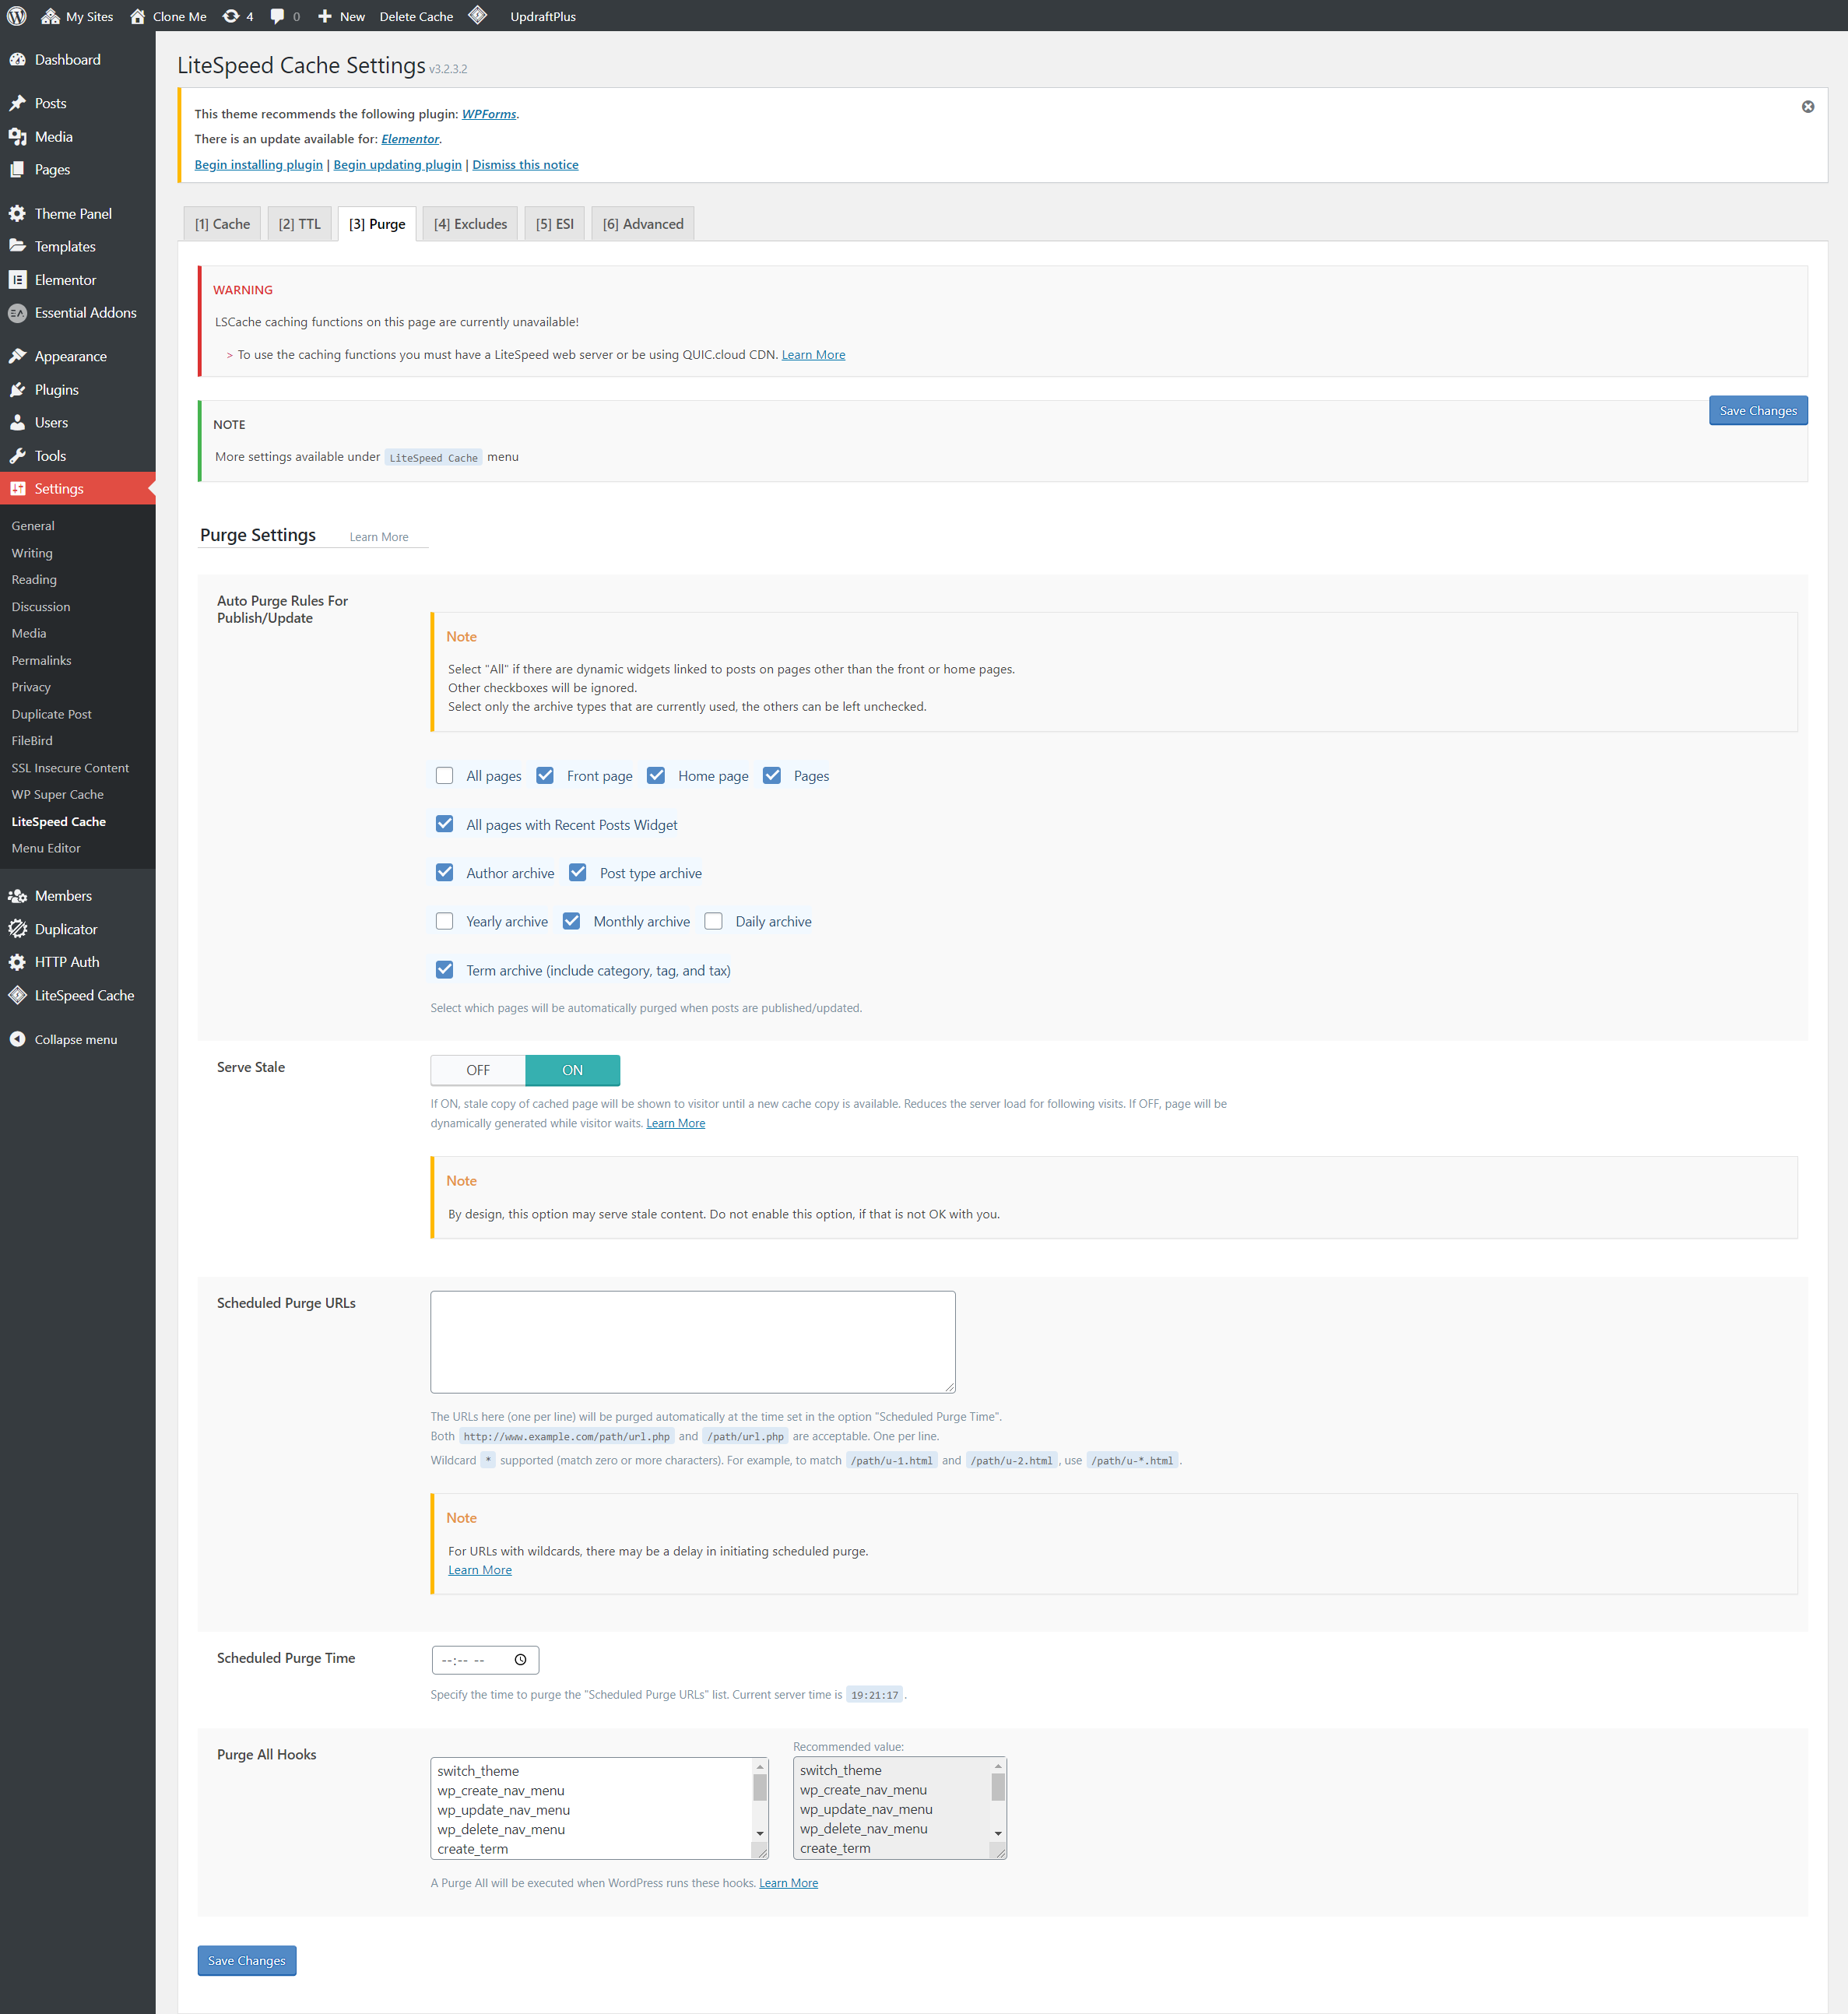 My Sites Clone Me 4 0 New Delete Cache UpdraftPlus
Dashboard
Posts
Media
Pages
Theme Panel
Templates
Elementor
Essential Addons
Appearance
Plugins
Users
Tools
Settings
General
Writing
Reading
Discussion
Media
Permalinks
Privacy
Duplicate Post
FileBird
SSL Insecure Content
WP Super Cache
LiteSpeed Cache
Menu Editor
Members
Duplicator
HTTP Auth
LiteSpeed Cache
Collapse menu
LiteSpeed Cache Settings v3.2.3.2
This theme recommends the following plugin: WPForms.
There is an update available for: Elementor.
Begin installing plugin | Begin updating plugin | Dismiss this notice
[1] Cache [2] TTL [3] Purge [4] Excludes [5] ESI [6] Advanced
WARNING
LSCache caching functions on this page are currently unavailable!
> To use the caching functions you must have a LiteSpeed web server or be using QUIC.cloud CDN. Learn More
Save Changes
NOTE
More settings available under LiteSpeed Cache menu
Purge Settings Learn More
Auto Purge Rules For
Publish/Update
Note
Select "All" if there are dynamic widgets linked to posts on pages other than the front or home pages.
Other checkboxes will be ignored.
Select only the archive types that are currently used, the others can be left unchecked.
All pages Front page Home page Pages
All pages with Recent Posts Widget
Author archive Post type archive
Yearly archive Monthly archive Daily archive
Term archive (include category, tag, and tax)
Select which pages will be automatically purged when posts are published/updated.
Serve Stale
OFF ON
If ON, stale copy of cached page will be shown to visitor until a new cache copy is available. Reduces the server load for following visits. If OFF, page will be
dynamically generated while visitor waits. Learn More
Note
By design, this option may serve stale content. Do not enable this option, if that is not OK with you.
Scheduled Purge URLs
The URLs here (one per line) will be purged automatically at the time set in the option "Scheduled Purge Time".
Both http://www.example.com/path/url.php and /path/url.php are acceptable. One per line.
Wildcard * supported (match zero or more characters). For example, to match /path/u-1.html and /path/u-2.html , use /path/u-*.html .
Note
For URLs with wildcards, there may be a delay in initiating scheduled purge.
Learn More
Scheduled Purge Time
--:-- --
Specify the time to purge the "Scheduled Purge URLs" list. Current server time is 19:21:17 .
Purge All Hooks
switch_theme
wp_create_nav_menu
wp_update_nav_menu
wp_delete_nav_menu
create_term
Recommended value:
switch_theme
wp_create_nav_menu
wp_update_nav_menu
wp_delete_nav_menu
create_term
A Purge All will be executed when WordPress runs these hooks. Learn More
Save Changes